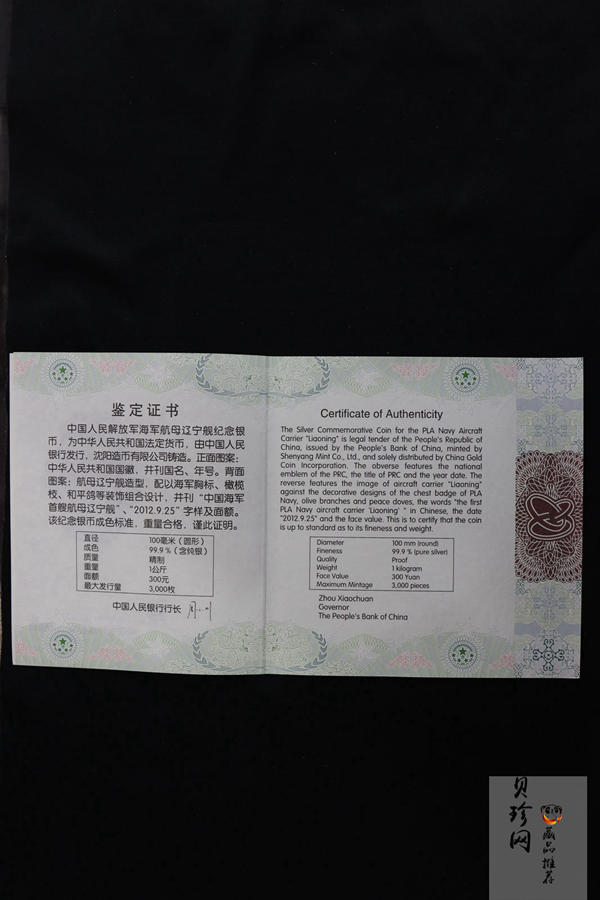 鉴定证书
中国人民解放军海军航母辽宁舰纪念银
币，为中华人民共和国法定货币，由中国人民
银行发行，沈阳造币有限公司铸造。正面图案：
中华人民共和国国徽，并刊国名、年号。背面
图案：航母辽宁舰造型，配以海军胸标、橄榄
枝、和平鸽等装饰组合设计，并刊“中国海军
首艘航母辽宁舰”、“2012.9.25”字样及面额。
该纪念银币成色标准，重量合格，谨此证明。
直径 100毫米（圆形）
成色 99.9％（含纯银）
质量 精制
重量 1公斤
面额 300元
最大发行量 3,000枚
中国人民银行行长
Certificate of Authenticity
The Silver Commemorative Coin for the PLA Navy Aircraft
Carrier "Liaoning" is legal tender of the People's Republic of
China, issued by the People's Bank of China, minted by
Shenyang Mint Co., Ltd., and solely distributed by China Gold
Coin Incorporation. The obverse features the national
emblem of the PRC, the title of PRC and the year date. The
reverse features the image of aircraft carrier "Liaoning"
against the decorative designs of the chest badge of PLA
Navy, olive branches and peace doves, the words "the first
PLA Navy aircraft carrier 'Liaoning' " in Chinese, the date
"2012.9.25" and the face value. This is to certify that the coin
is up to standard as to its fineness and weight.
Diameter 100 mm (round)
Fineness 99.9 % (pure silver)
Quality Proof
Weight 1 kilogram
Face Value 300 Yuan
Maximum Mintage 3,000 pieces
Zhou Xiaochuan
Governor
The People's Bank of China
贝珍网
藏品推荐